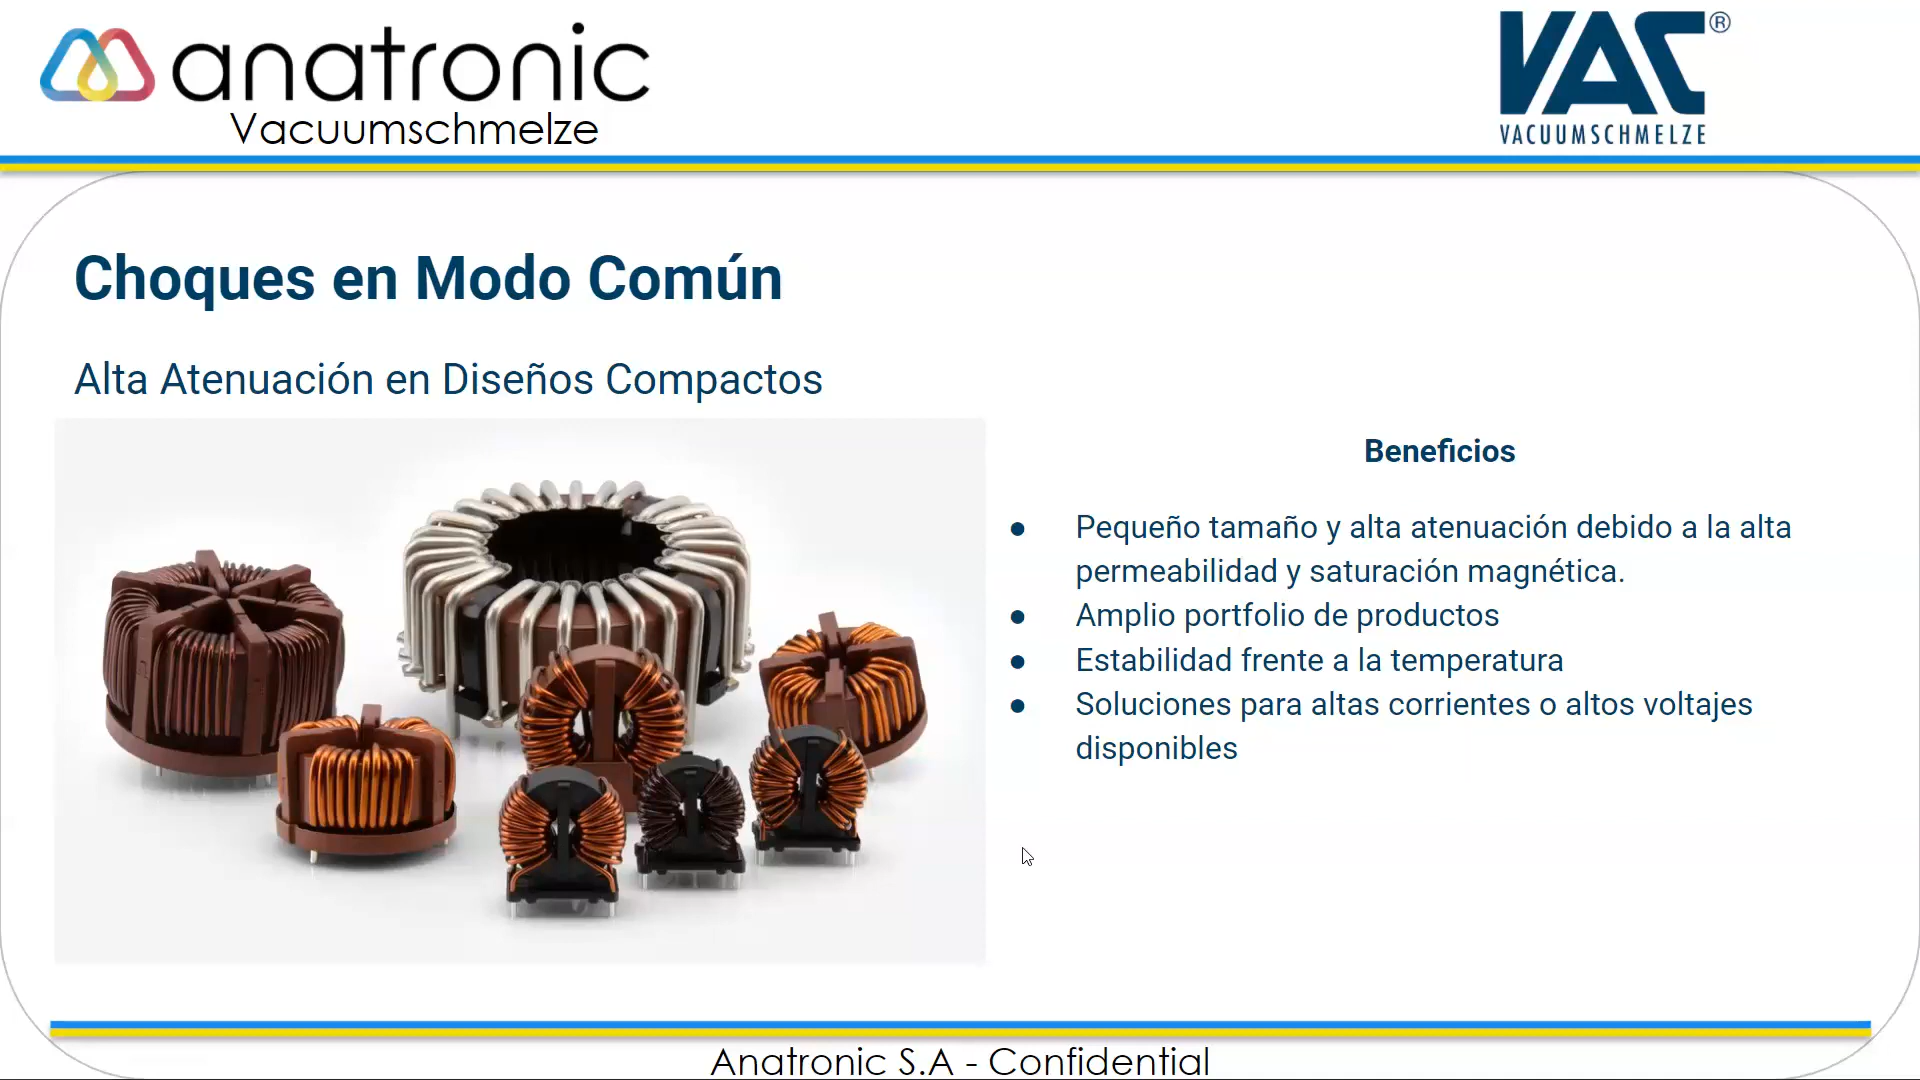 anatronic
Vacuumschmelze
VAC®
VACUUMSCHMELZE
Choques en Modo Común
Alta Atenuación en Diseños Compactos
Beneficios
● Pequeño tamaño y alta atenuación debido a la alta
permeabilidad y saturación magnética.
● Amplio portfolio de productos
● Estabilidad frente a la temperatura
● Soluciones para altas corrientes o altos voltajes
disponibles
Anatronic S.A - Confidential